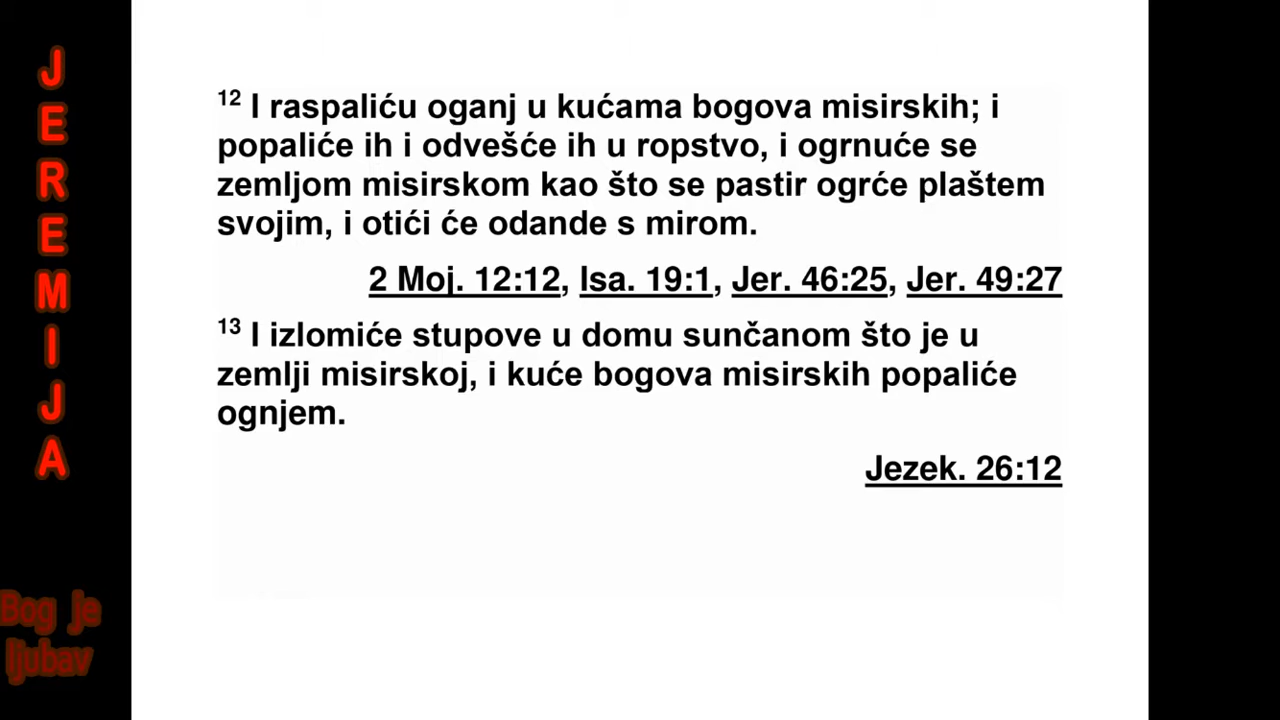 JEREMIJA
Bog je
ljubav
12 I raspaliću oganj u kućama bogova misirskih; i
popaliće ih i odvešće ih u ropstvo, i ogrnuće se
zemljom misirskom kao što se pastir ogrće plaštem
svojim, i otići će odande s mirom.
2 Moj. 12:12, Isa. 19:1, Jer. 46:25, Jer. 49:27
13 I izlomiće stupove u domu sunčanom što je u
zemlji misirskoj, i kuće bogova misirskih popaliće
ognjem.
Jezek. 26:12